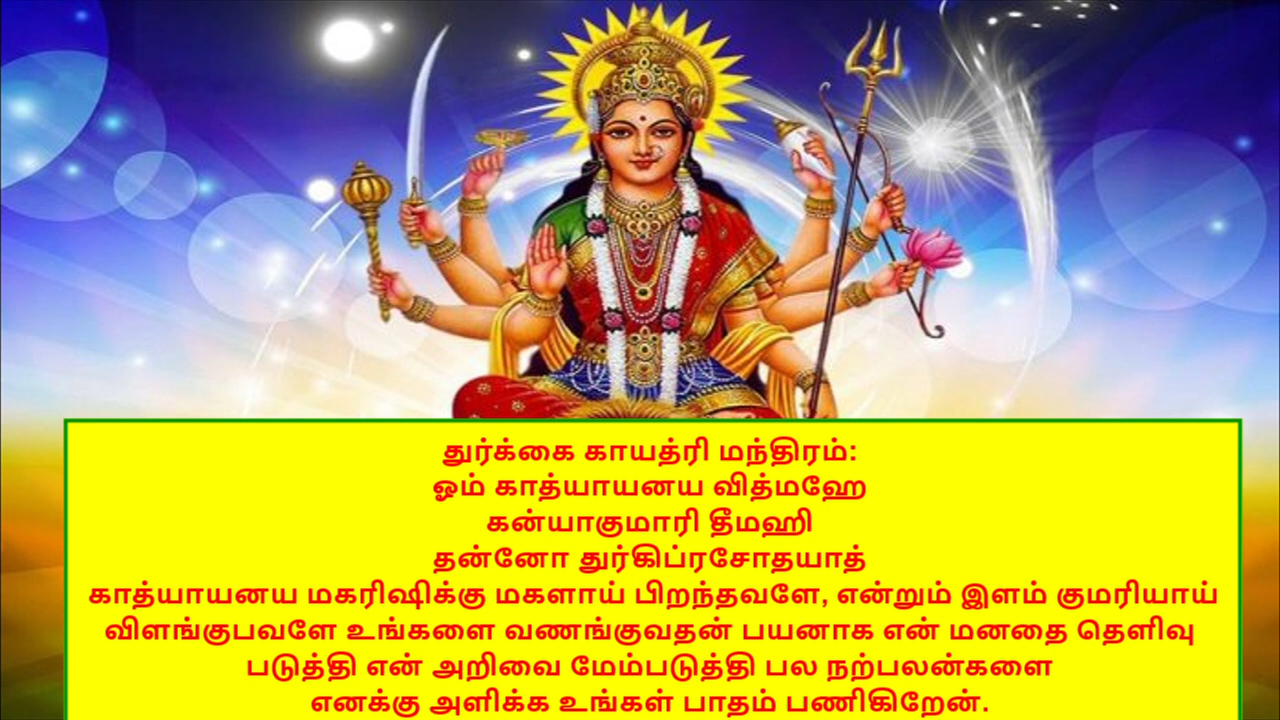 துர்க்கை காயத்ரி மந்திரம்:
ஓம் காத்யாயனய வித்மஹே
கன்யாகுமாரி தீமஹி
தன்னோ துர்கிப்ரசோதயாத்
காத்யாயனய மகரிஷிக்கு மகளாய் பிறந்தவளே, என்றும் இளம் குமரியாய்
விளங்குபவளே உங்களை வணங்குவதன் பயனாக என் மனதை தெளிவு
படுத்தி என் அறிவை மேம்படுத்தி பல நற்பலன்களை
எனக்கு அளிக்க உங்கள் பாதம் பணிகிறேன்.